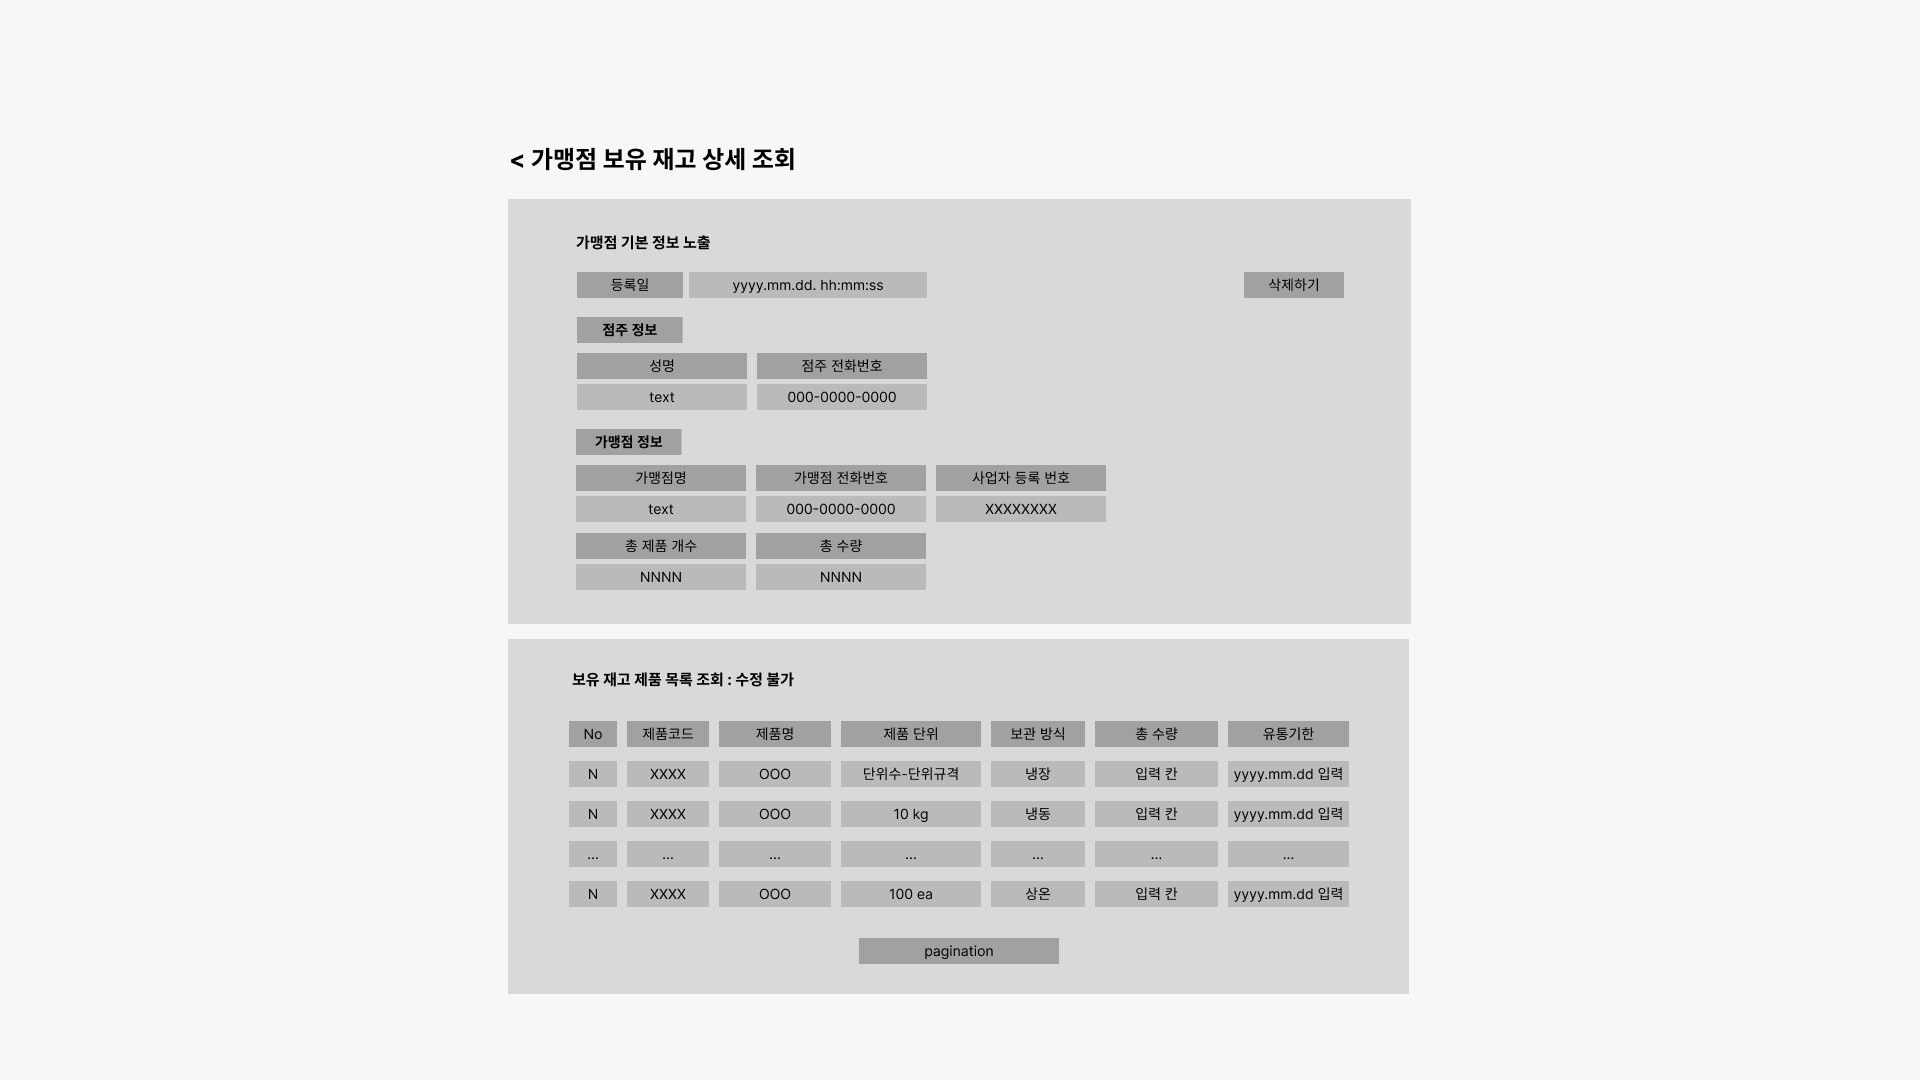 < 가맹점 보유 재고 상세 조회
가맹점 기본 정보 노출
등록일 yyyy.mm.dd. hh:mm:ss 삭제하기
점주 정보
성명 점주 전화번호
text 000-0000-0000
가맹점 정보
가맹점명 가맹점 전화번호 사업자 등록 번호
text 000-0000-0000 XXXXXXXX
총 제품 개수 총 수량
NNNN NNNN
보유 재고 제품 목록 조회 : 수정 불가
No 제품코드 제품명 제품 단위 보관 방식 총 수량 유통기한
N XXXX OOO 단위수-단위규격 냉장 입력 칸 yyyy.mm.dd 입력
N XXXX OOO 10 kg 냉동 입력 칸 yyyy.mm.dd 입력
... ... ... ... ... ... ...
N XXXX OOO 100 ea 상온 입력 칸 yyyy.mm.dd 입력
pagination